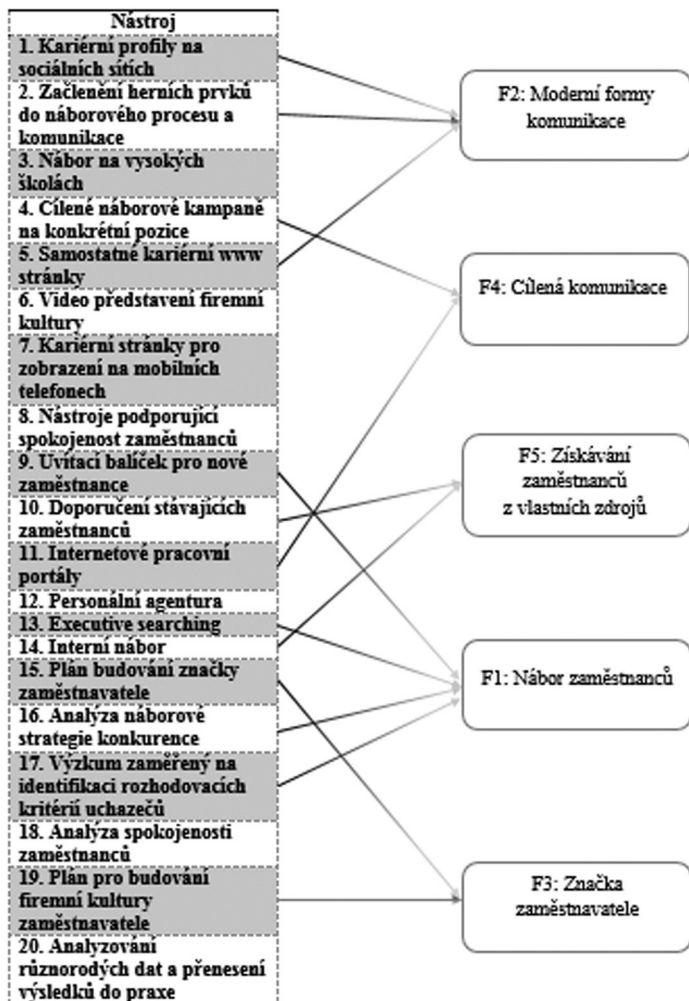 Nástroj
1. Kariérní profily na
sociálních sítích
2. Začlenění herních prvků
do náborového procesu a
komunikace
3. Nábor na vysokých
školách
4. Cílené náborové kampaně
na konkrétní pozice
5. Samostatné kariérní www
stránky
6. Video představení firemní
kultury
7. Kariérní stránky pro
zobrazení na mobilních
telefonech
8. Nástroje podporující
spokojenost zaměstnanců
9. Uvítací balíček pro nové
zaměstnance
10. Doporučení stávajících
zaměstnanců
11. Internetové pracovní
portály
12. Personální agentura
13. Executive searching
14. Interní nábor
15. Plán budování značky
zaměstnavatele
16. Analýza náborové
strategie konkurence
17. Výzkum zaměřený na
identifikaci rozhodovacích
kritérií uchazečů
18. Analýza spokojenosti
zaměstnanců
19. Plán pro budování
firemní kultury
zaměstnavatele
20. Analyzování
různorodých dat a přenesení
výsledků do praxe
F2: Moderní formy
komunikace
F4: Cílená komunikace
F5: Získávání
zaměstnanců
z vlastních zdrojů
F1: Nábor zaměstnanců
F3: Značka
zaměstnavatele